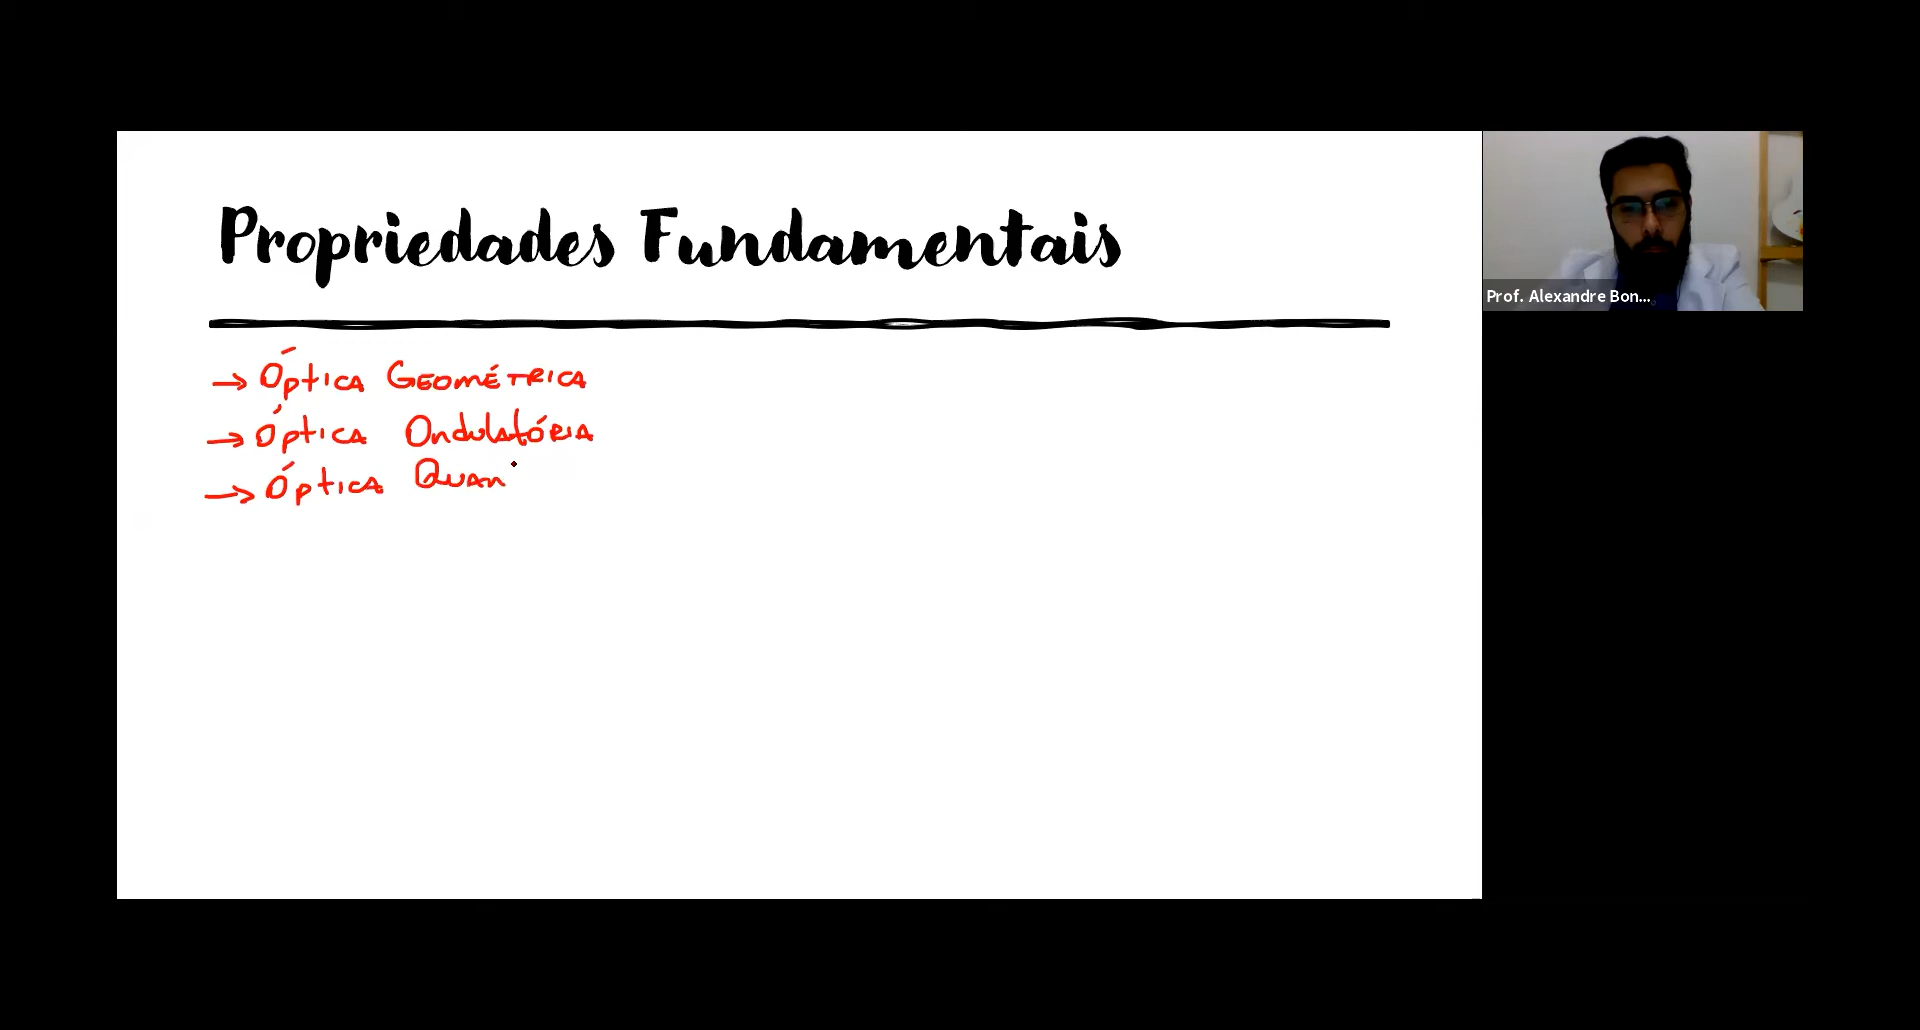 Propriedades Fundamentais
→ Óptica Geométrica
→ Óptica Ondulatória
→ Óptica Quan
Prof. Alexandre Bon...